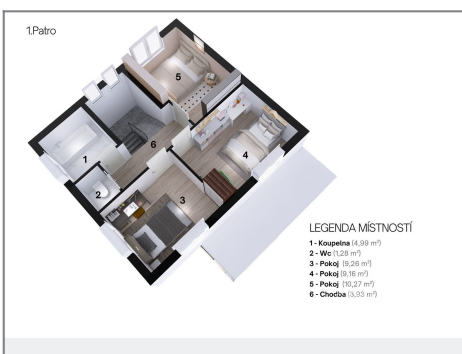 1.Patro
5
6
1
4
2
3
LEGENDA MÍSTNOSTÍ
1 - Koupelna (4,99 m²)
2 - Wc (1,28 m²)
3 - Pokoj (9,26 m²)
4 - Pokoj (9,16 m²)
5 - Pokoj (10,27 m²)
6 - Chodba (3,93 m²)